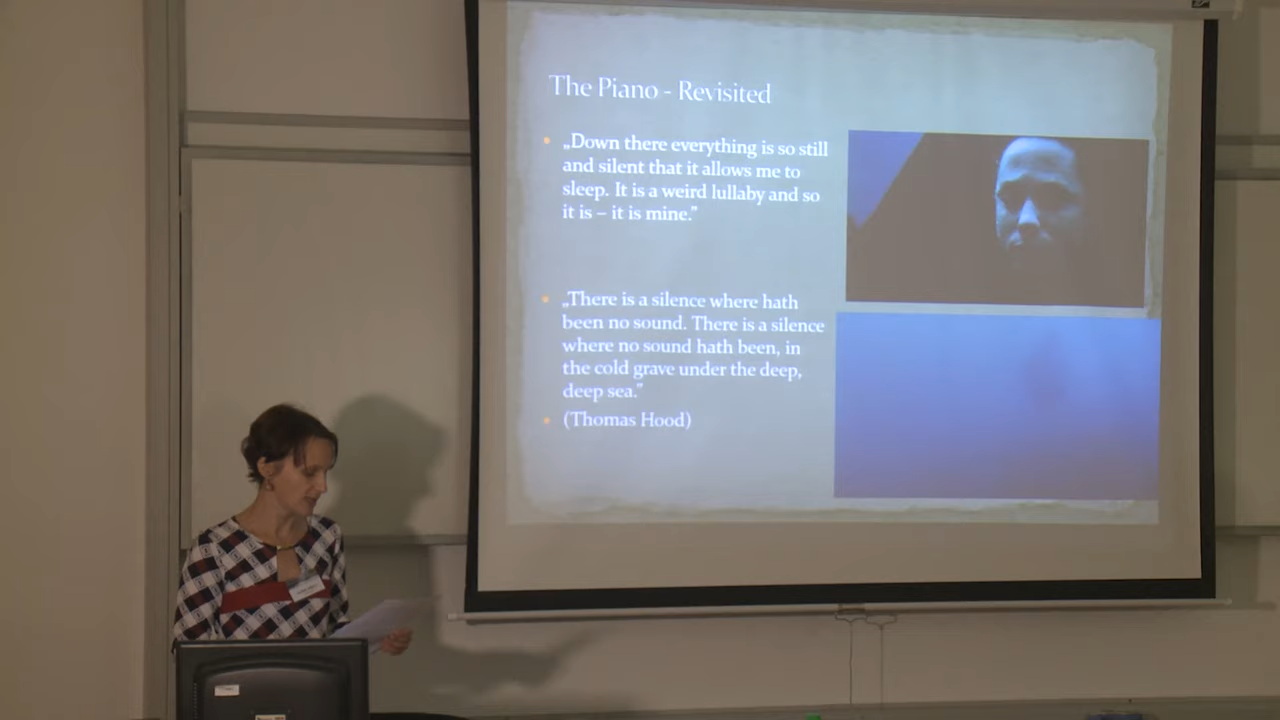 The Piano - Revisited
„Down there everything is so still
and silent that it allows me to
sleep. It is a weird lullaby and so
it is – it is mine.”
„There is a silence where hath
been no sound. There is a silence
where no sound hath been, in
the cold grave under the deep,
deep sea.”
(Thomas Hood)